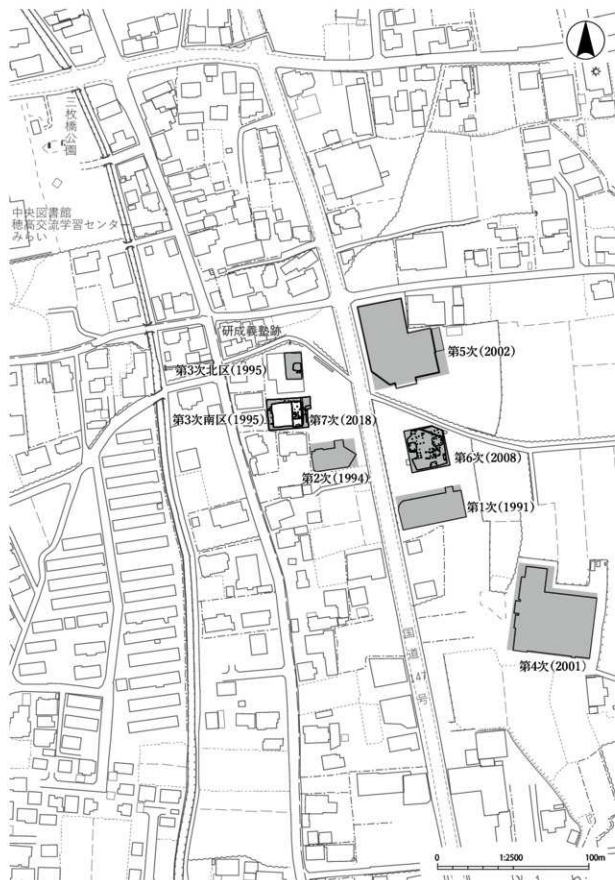 三枚橋公園
中央図書館
穂高交流学習センター
みらい
研成義塾跡
第3次北区(1995)
第5次(2002)
第3次南区(1995)
第7次(2018)
第2次(1994)
第6次(2008)
第1次(1991)
第4次(2001)
国道147号
0 1:2500 100m